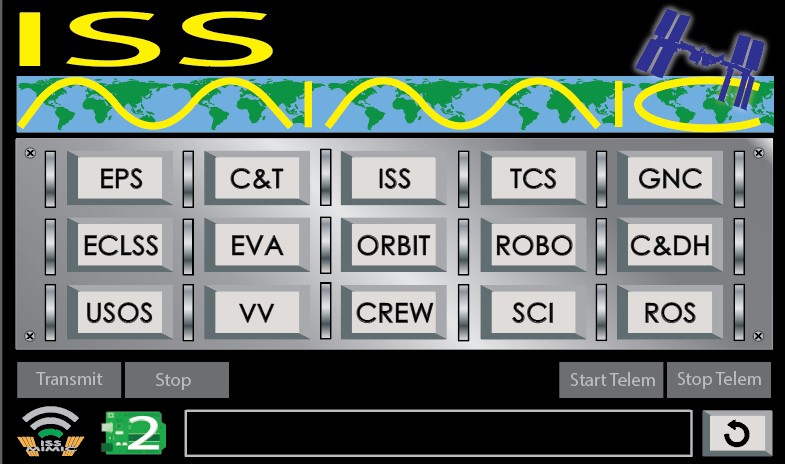 ISS
MIMIC
EPS C&T ISS TCS GNC
ECLSS EVA ORBIT ROBO C&DH
USOS VV CREW SCI ROS
Transmit Stop Start Telem Stop Telem
ISS
MIMIC
2